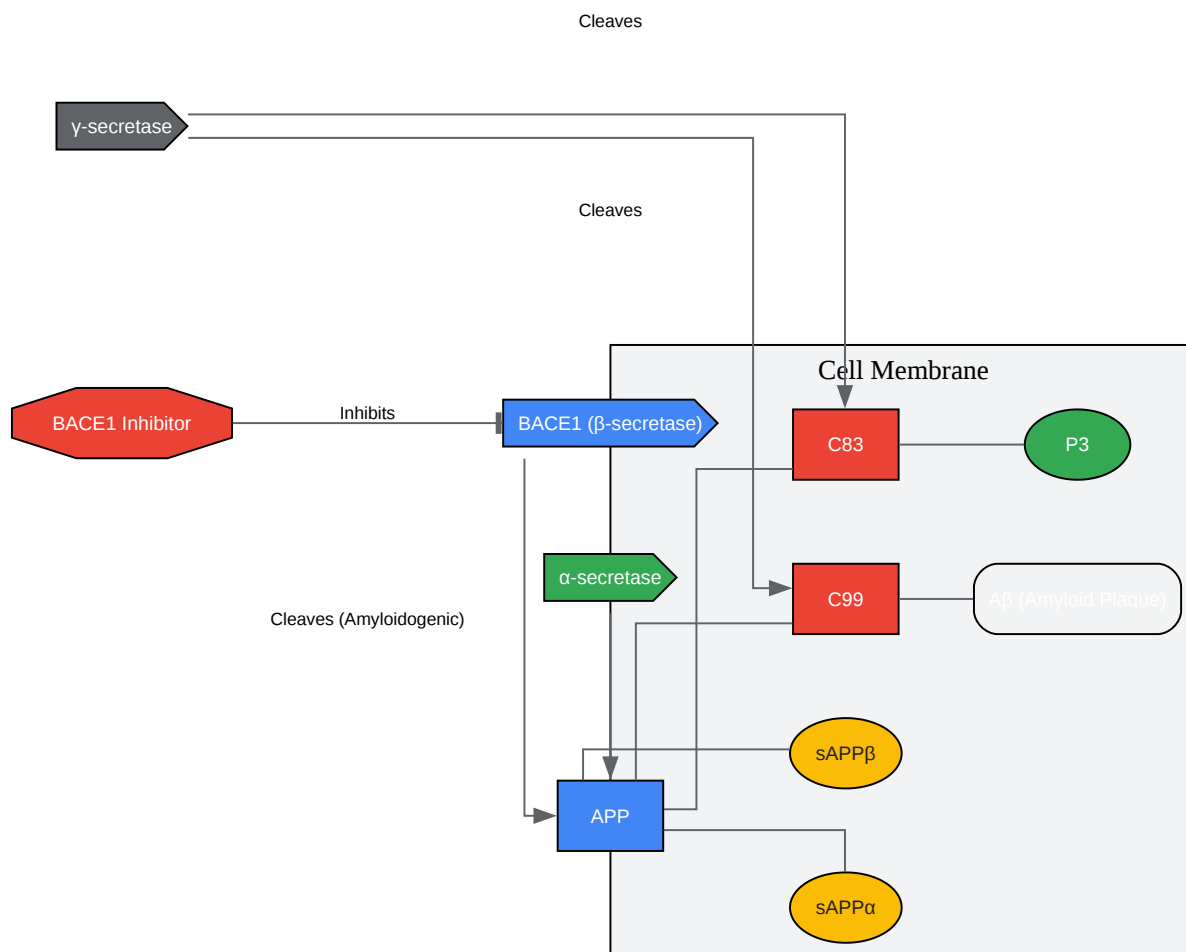 Cleaves
γ-secretase
Cleaves
Cell Membrane
BACE1 Inhibitor
Inhibits
BACE1 (β-secretase)
C83
P3
α-secretase
C99
Aβ (Amyloid Plaque)
Cleaves (Amyloidogenic)
sAPPβ
APP
sAPPα